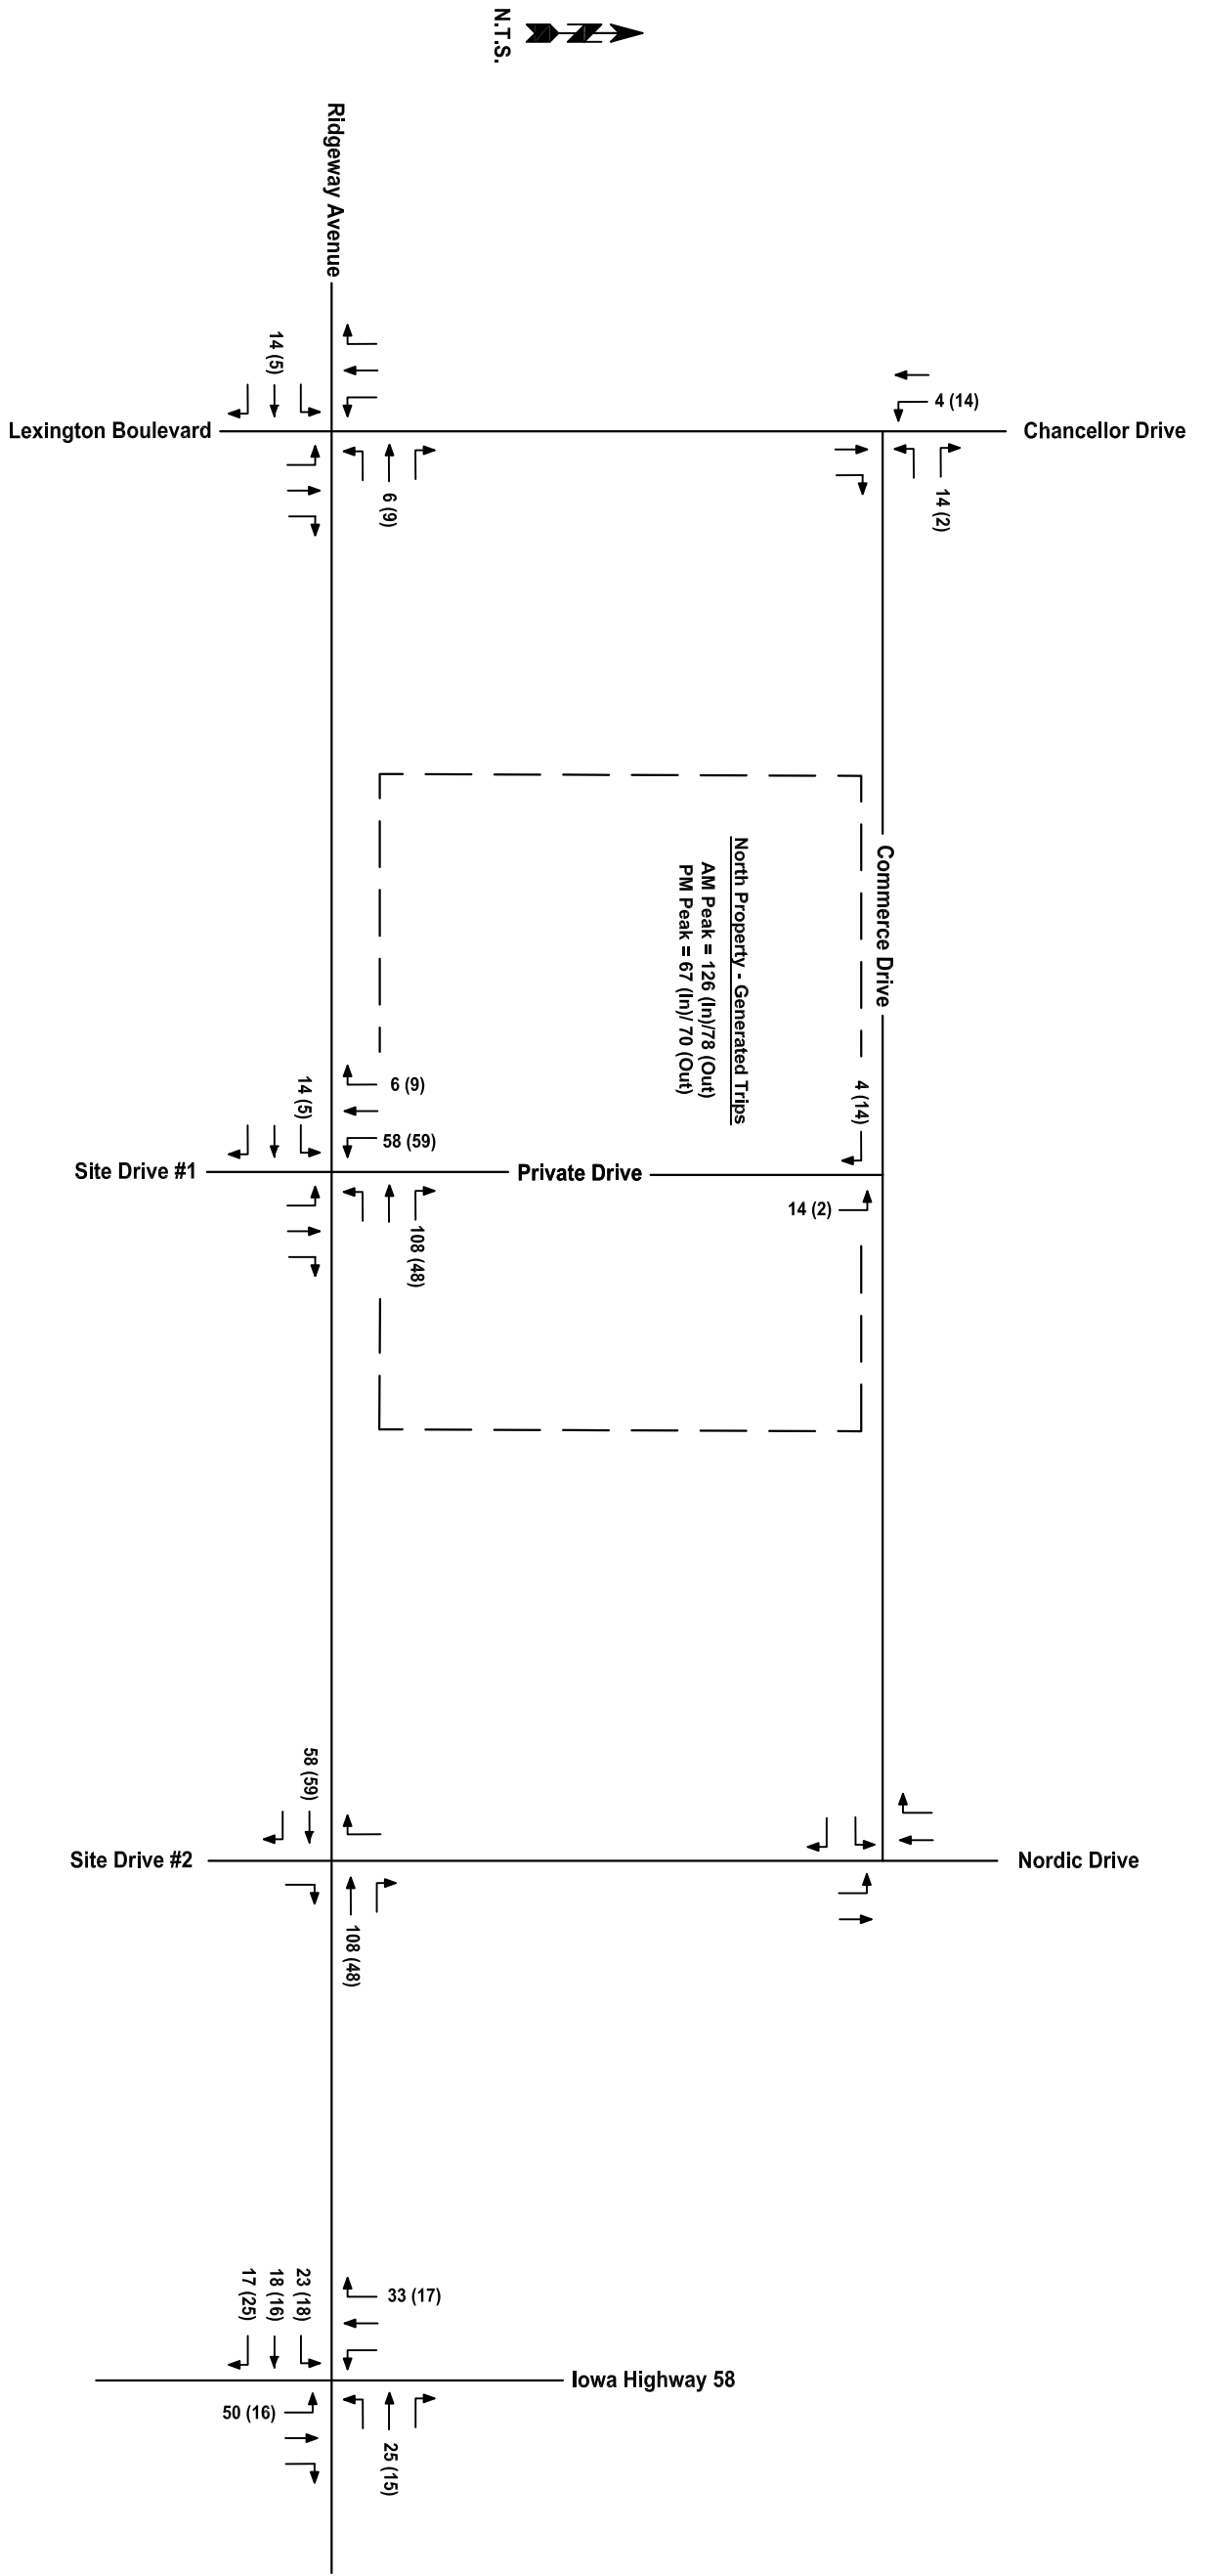 N.T.S.
Ridgeway Avenue
14 (5)
4 (14)
Lexington Boulevard
Chancellor Drive
6 (9)
14 (2)
North Property - Generated Trips
AM Peak = 126 (In)/78 (Out)
PM Peak = 67 (In)/ 70 (Out)
Commerce Drive
14 (5)
6 (9)
58 (59)
4 (14)
Site Drive #1
Private Drive
14 (2)
108 (48)
58 (59)
Site Drive #2
Nordic Drive
108 (48)
23 (18)
18 (16)
17 (25)
33 (17)
Iowa Highway 58
50 (16)
25 (15)